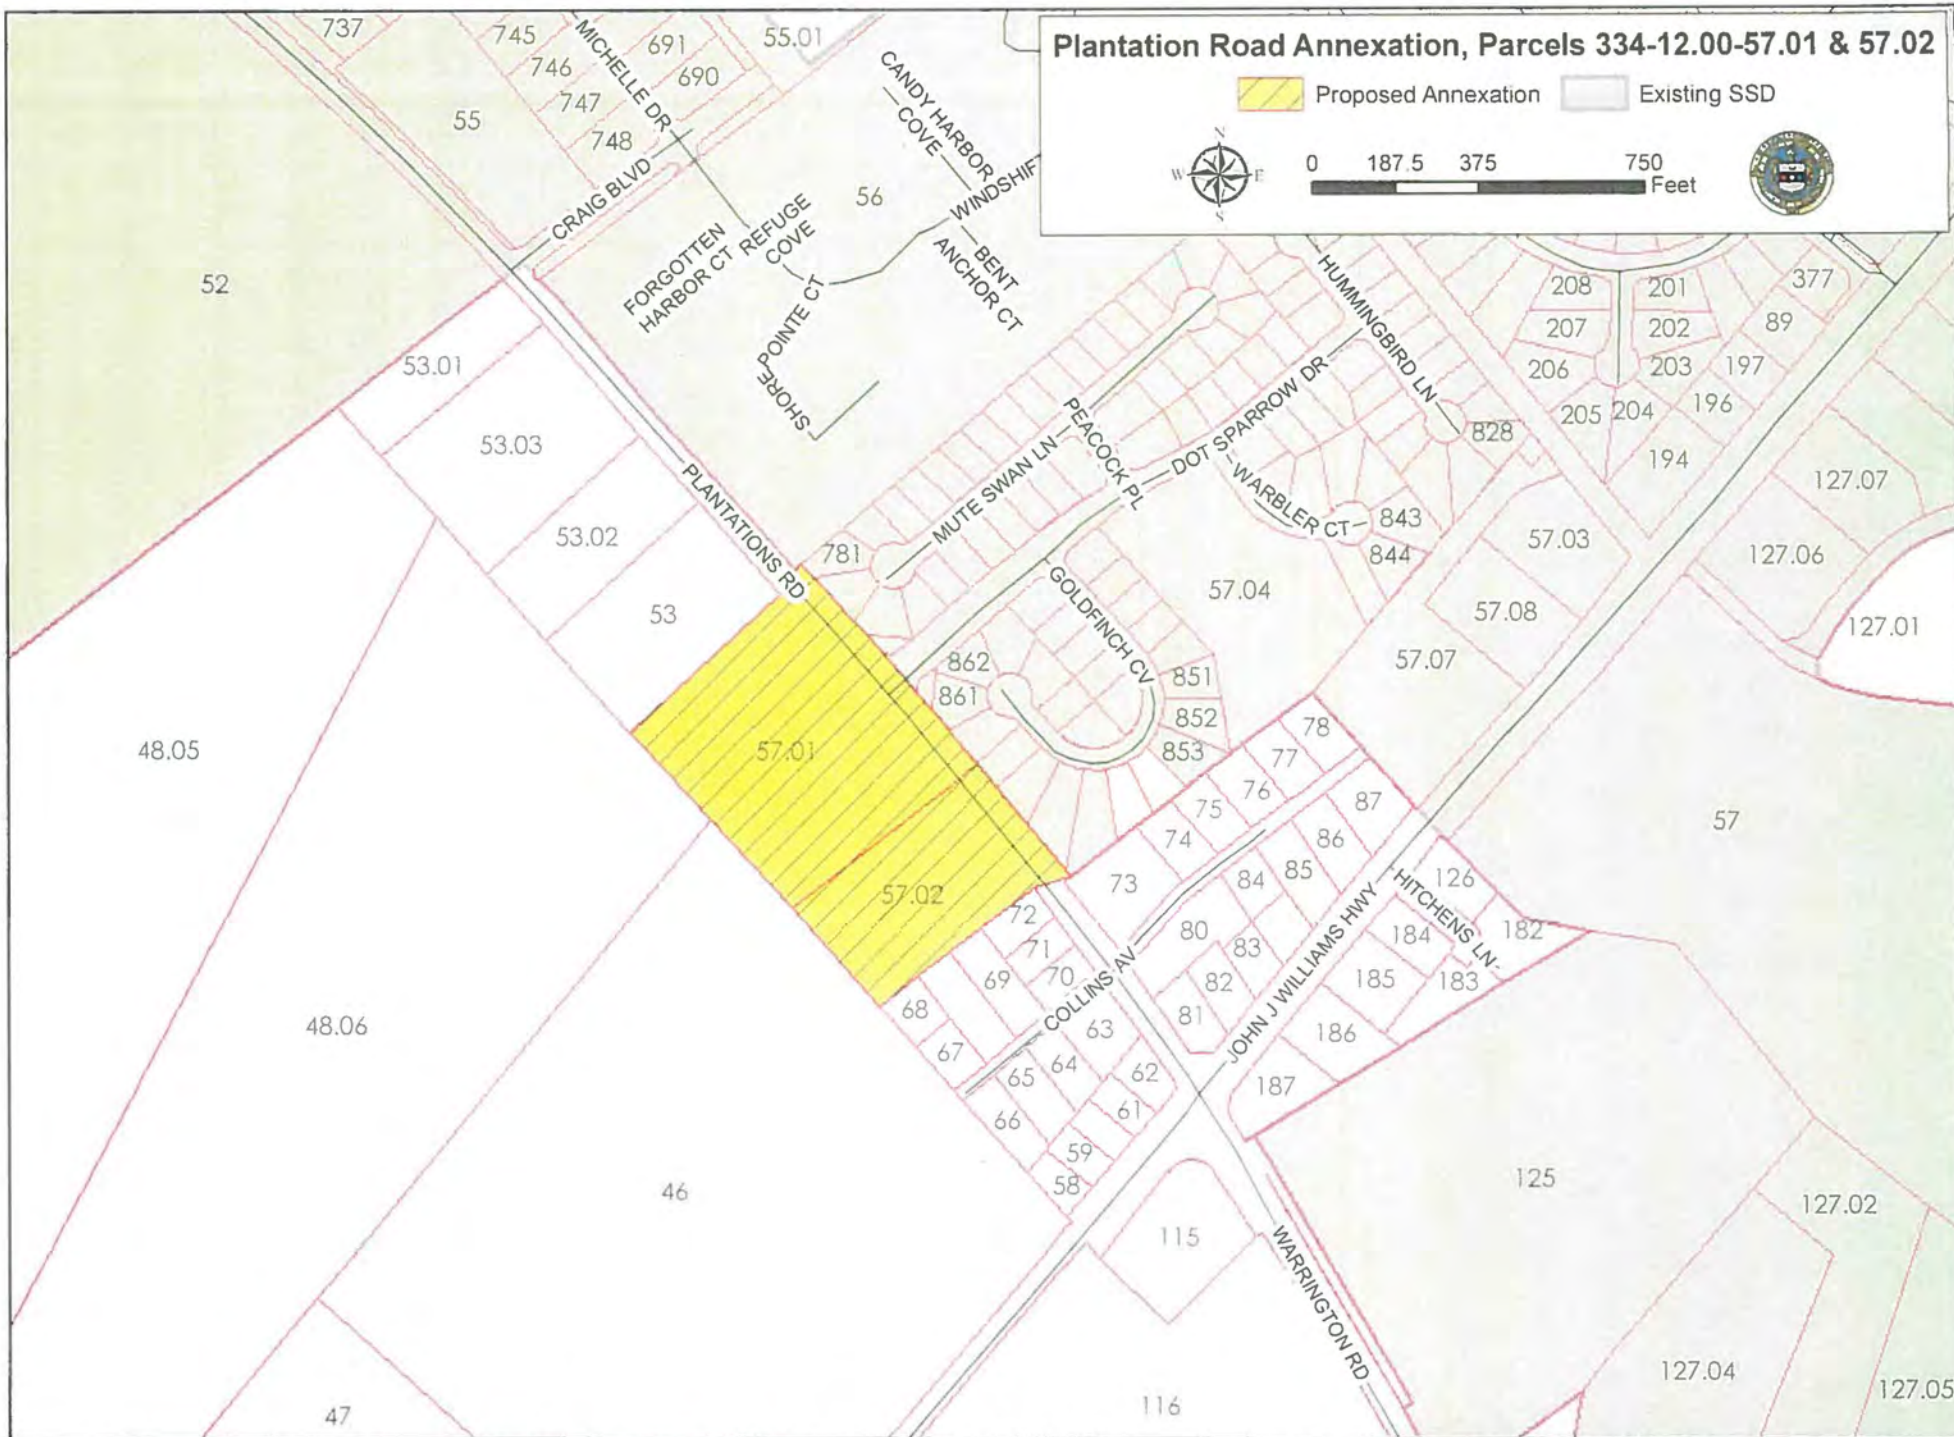 Plantation Road Annexation, Parcels 334-12.00-57.01 & 57.02
Proposed Annexation
Existing SSD
N
W E
S
0 187.5 375 750
Feet
737
745
746
747
748
MICHELLE DR
691
690
55.01
55
CRAIG BLVD
52
56
CANDY HARBOR
COVE
WINDSHIFT
BENT
ANCHOR CT
FORGOTTEN
HARBOR CT
REFUGE
COVE
SHORE
POINTE CT
HUMMINGBIRD LN
208
201
377
207
202
89
206
203
197
205
204
196
194
53.01
53.03
53.02
53
PLANTATIONS RD
781
MUTE SWAN LN
PEACOCK PL
DOT SPARROW DR
S WARBLER CT
828
843
844
57.03
57.04
57.08
57.07
127.07
127.06
127.01
GOLDFINCH CV
862
861
851
852
853
48.05
57.01
57.02
78
77
76
75
74
73
87
86
85
84
57
72
71
70
69
68
67
COLLINS AV
80
83
82
81
JOHN J WILLIAMS HWY
HITCHENS LN
126
182
184
185
183
186
187
48.06
63
64
65
66
62
61
59
58
46
115
125
127.02
WARRINGTON RD
47
116
127.04
127.05